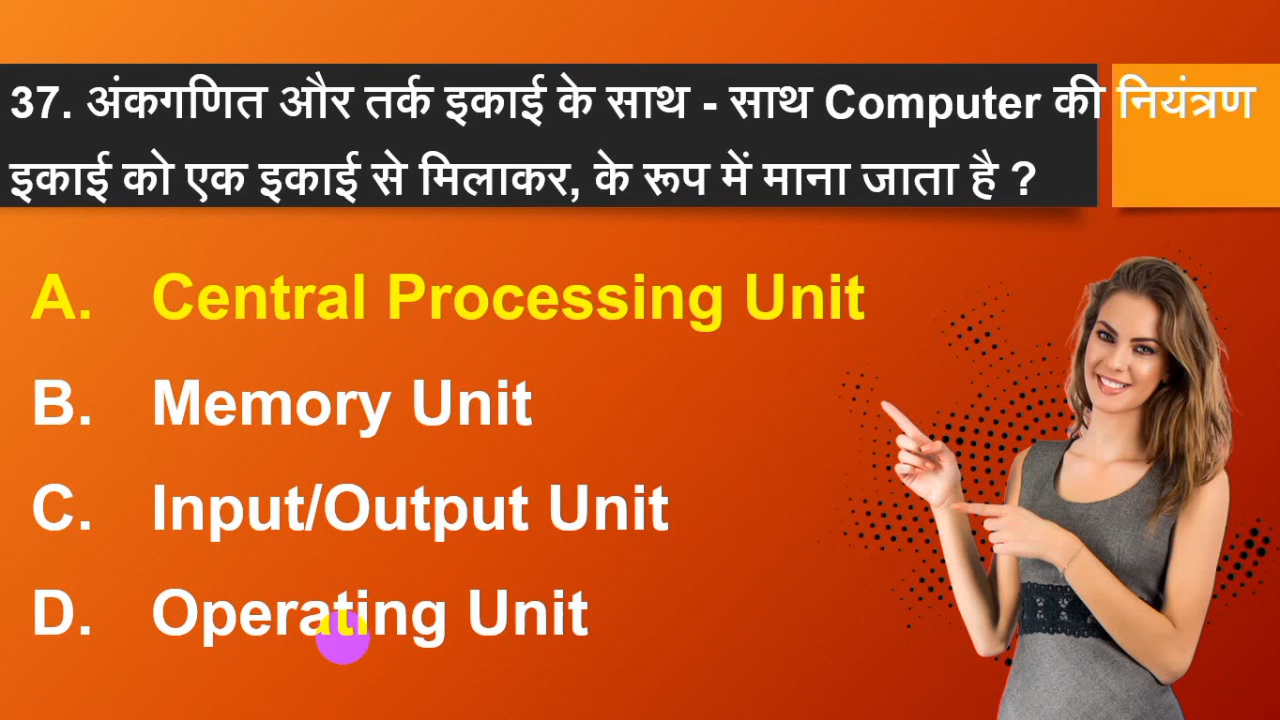 37. अंकगणित और तर्क इकाई के साथ - साथ Computer की नियंत्रण
इकाई को एक इकाई से मिलाकर, के रूप में माना जाता है ?
A. Central Processing Unit
B. Memory Unit
C. Input/Output Unit
D. Operating Unit